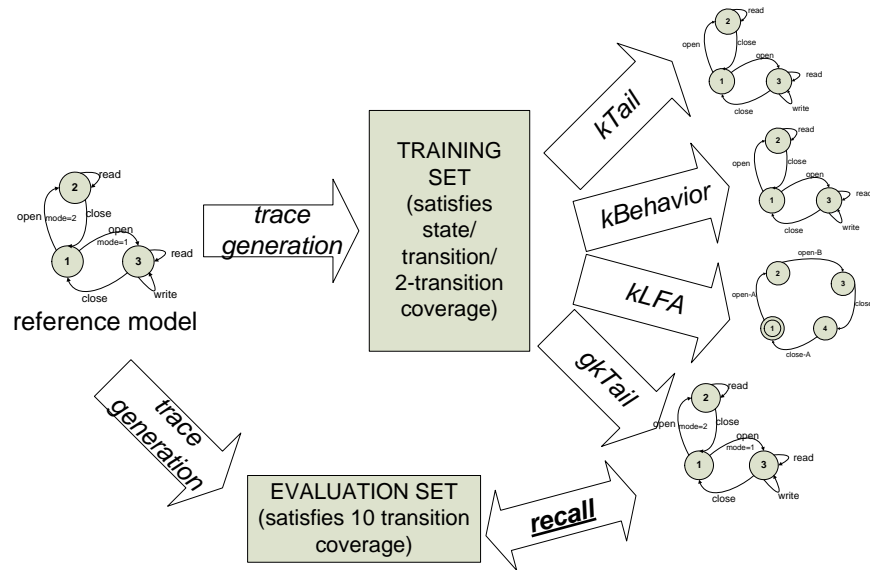 2
read
open
mode=2
close
open
mode=1
1
3
read
close
write
reference model
trace
generation
TRAINING
SET
(satisfies
state/
transition/
2-transition
coverage)
kTail
kBehavior
kLFA
gkTail
read
2
open
close
open
1
3
read
close
write
read
2
open
close
open
1
3
read
close
write
open-B
2
3
open-A
close
1
4
close-A
read
2
open
mode=2
close
open
mode=1
1
3
read
close
write
trace
generation
EVALUATION SET
(satisfies 10 transition
coverage)
recall